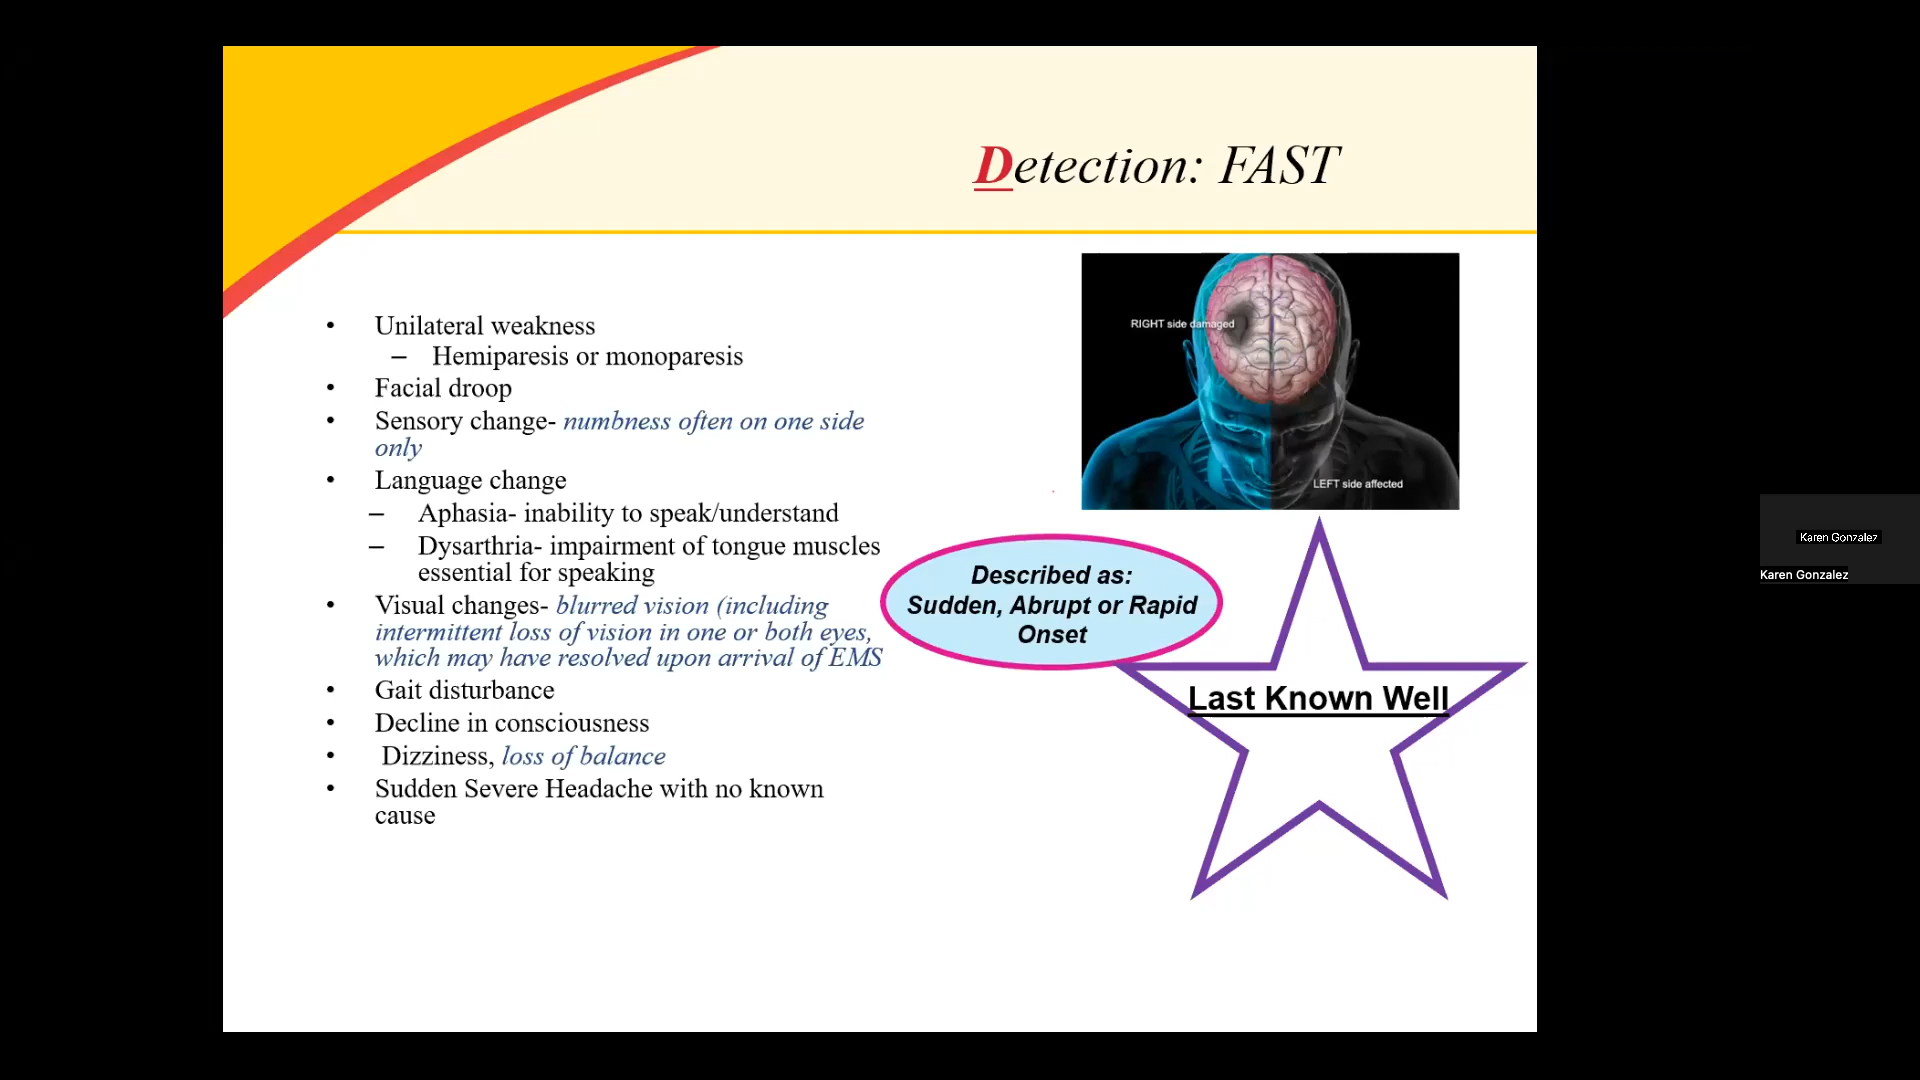 Detection: FAST
• Unilateral weakness
– Hemiparesis or monoparesis
• Facial droop
• Sensory change- numbness often on one side
only
• Language change
– Aphasia- inability to speak/understand
– Dysarthria- impairment of tongue muscles
essential for speaking
• Visual changes- blurred vision (including
intermittent loss of vision in one or both eyes,
which may have resolved upon arrival of EMS
• Gait disturbance
• Decline in consciousness
• Dizziness, loss of balance
• Sudden Severe Headache with no known
cause
RIGHT side damaged
LEFT side affected
Described as:
Sudden, Abrupt or Rapid
Onset
Last Known Well
Karen Gonzalez
Karen Gonzalez